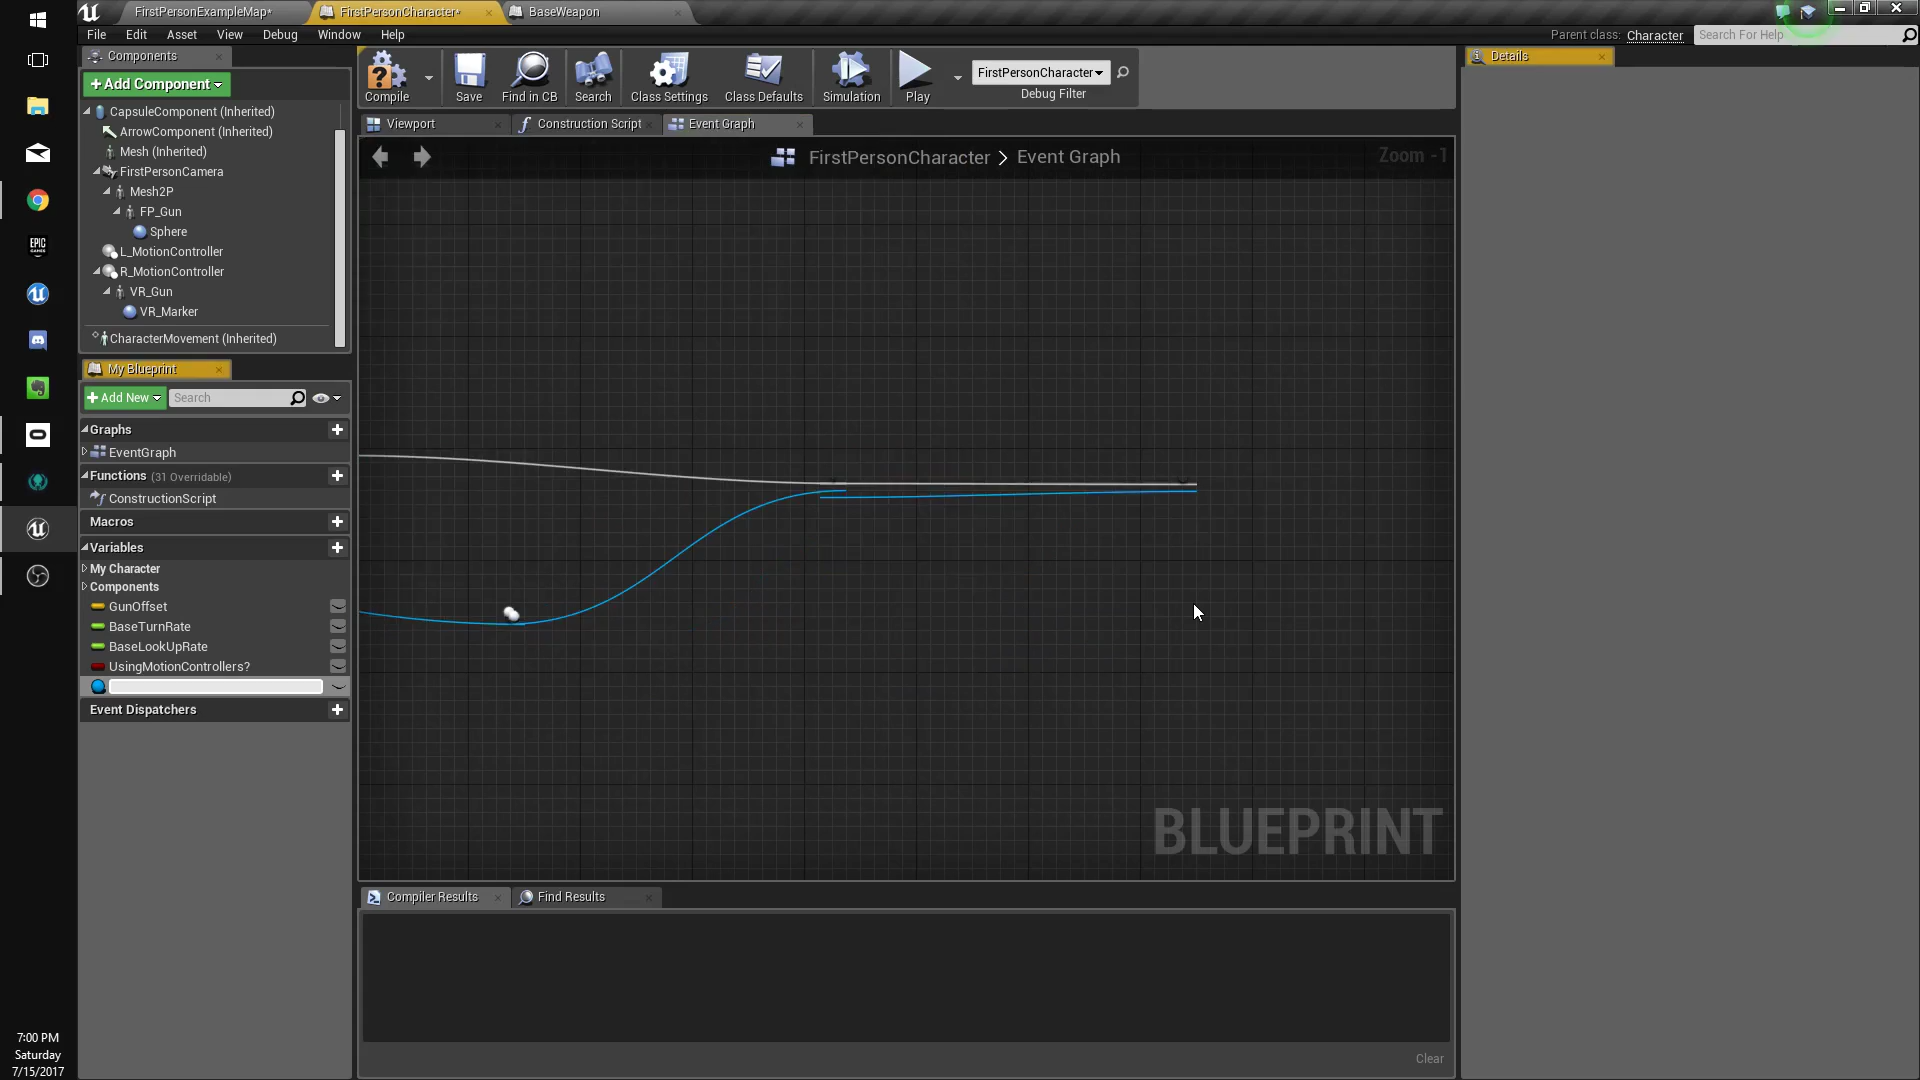 FirstPersonExampleMap*
FirstPersonCharacter*
BaseWeapon
File Edit Asset View Debug Window Help
Parent class: Character
Search For Help
Components
Details
+Add Component
Compile
Save
Find in CB
Search
Class Settings
Class Defaults
Simulation
Play
FirstPersonCharacter
Debug Filter
CapsuleComponent (Inherited)
ArrowComponent (Inherited)
Mesh (Inherited)
FirstPersonCamera
Mesh2P
FP_Gun
Sphere
L_MotionController
R_MotionController
VR_Gun
VR_Marker
CharacterMovement (Inherited)
Viewport
Construction Script
Event Graph
FirstPersonCharacter > Event Graph
Zoom -1
My Blueprint
+Add New
Search
Graphs
EventGraph
Functions (31 Overridable)
ConstructionScript
Macros
Variables
My Character
Components
GunOffset
BaseTurnRate
BaseLookUpRate
UsingMotionControllers?
Event Dispatchers
BLUEPRINT
Compiler Results
Find Results
Clear
EPIC
GAMES
7:00 PM
Saturday
7/15/2017